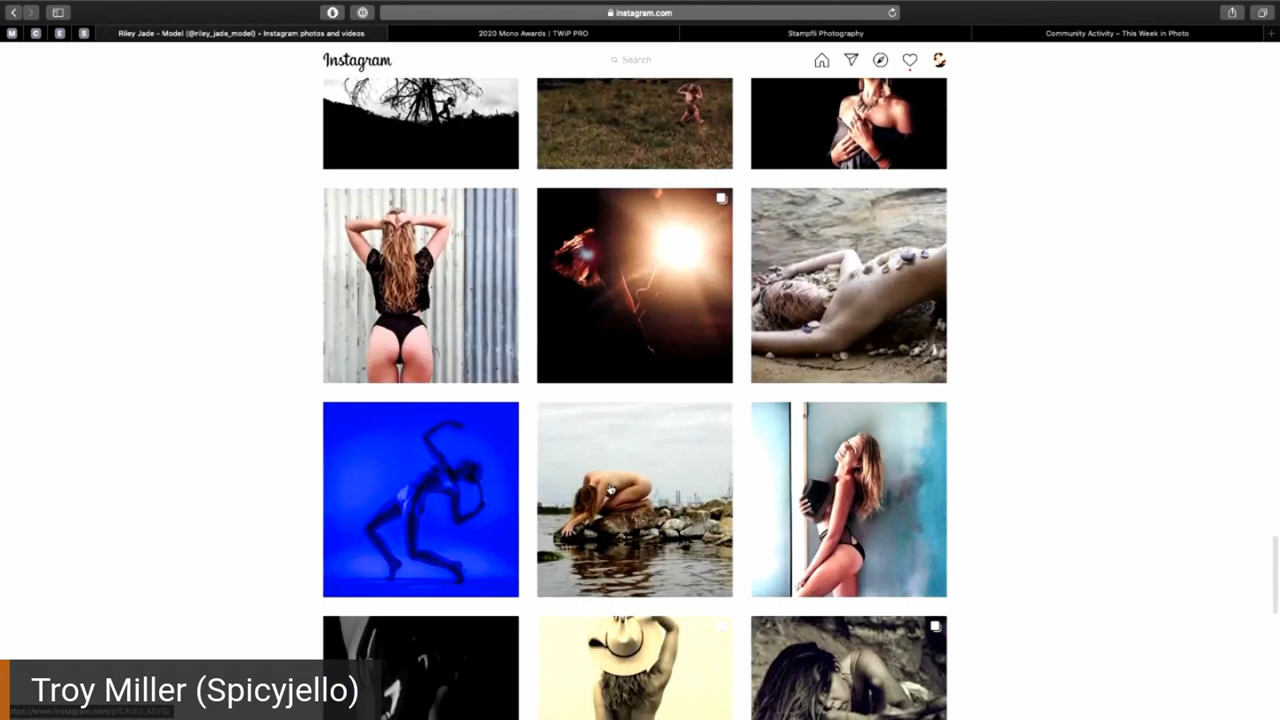 instagram.com
M C E S
Riley Jade - Model (@riley_jade_model) • Instagram photos and videos
2020 Mono Awards | TWiP PRO
Stampfli Photography
Community Activity – This Week in Photo
Instagram
Search
Troy Miller (Spicyjello)